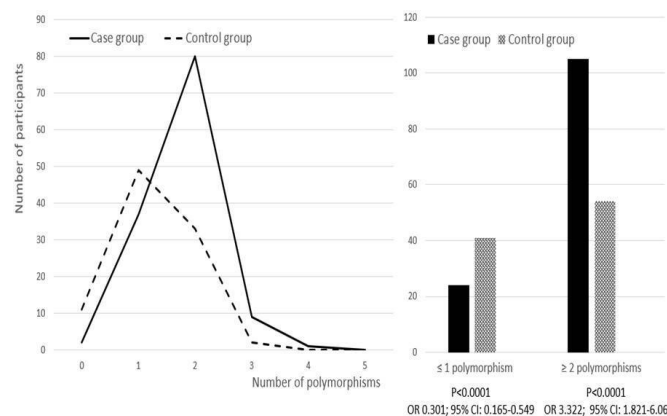 90
80
70
60
50
40
30
20
10
0
Case group
Control group
Number of participants
0 1 2 3 4 5
Number of polymorphisms
120
100
80
60
40
20
0
Case group
Control group
≤ 1 polymorphism
≥ 2 polymorphisms
P<0.0001
P<0.0001
OR 0.301; 95% CI: 0.165-0.549
OR 3.322; 95% CI: 1.821-6.06